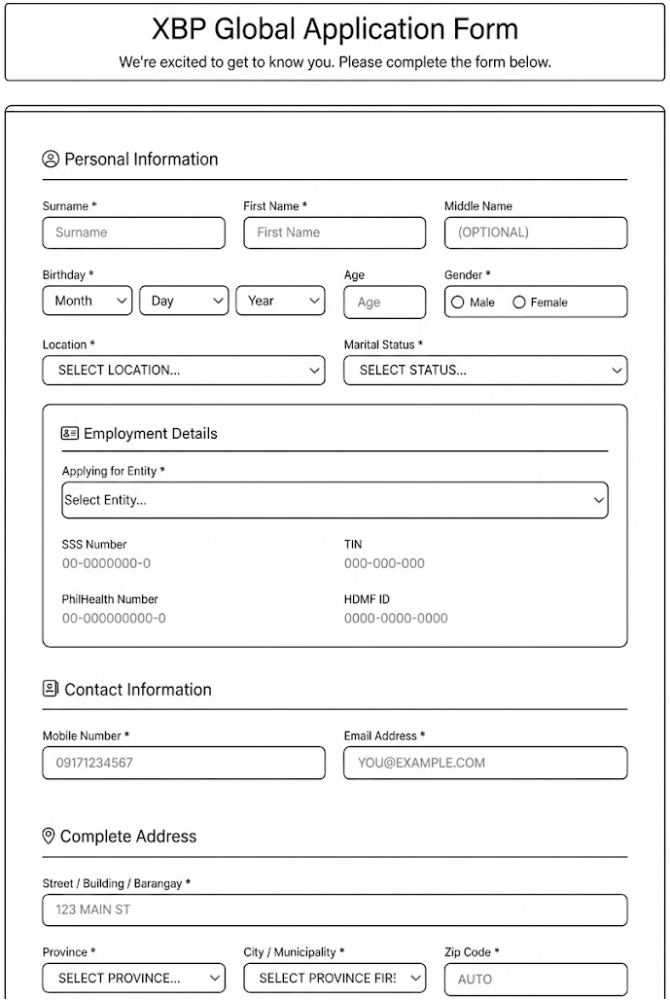 XBP Global Application Form
We're excited to get to know you. Please complete the form below.
Personal Information
Surname * First Name * Middle Name
Surname First Name (OPTIONAL)
Birthday * Age Gender *
Month Day Year Age Male Female
Location * Marital Status *
SELECT LOCATION... SELECT STATUS...
Employment Details
Applying for Entity *
Select Entity...
SSS Number TIN
00-0000000-0 000-000-000
PhilHealth Number HDMF ID
00-000000000-0 0000-0000-0000
Contact Information
Mobile Number * Email Address *
09171234567 YOU@EXAMPLE.COM
Complete Address
Street / Building / Barangay *
123 MAIN ST
Province * City / Municipality * Zip Code *
SELECT PROVINCE... SELECT PROVINCE FIRS AUTO